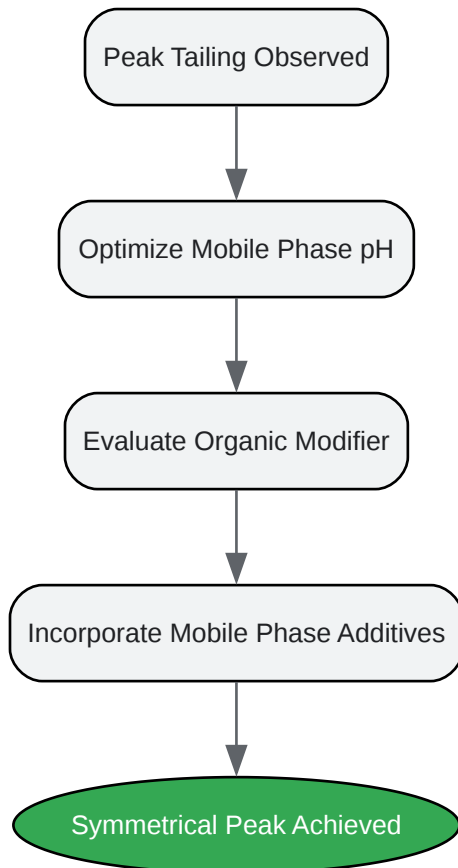 Peak Tailing Observed
Optimize Mobile Phase pH
Evaluate Organic Modifier
Incorporate Mobile Phase Additives
Symmetrical Peak Achieved